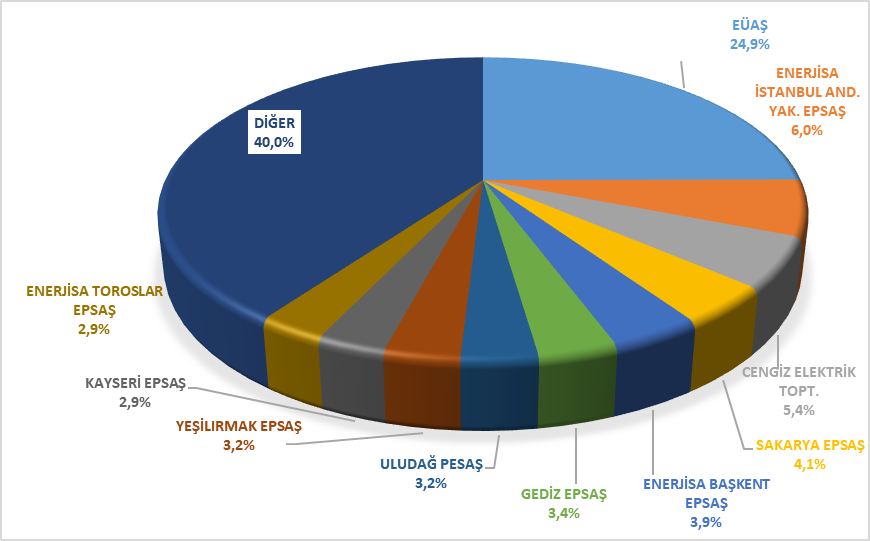 EÜAŞ
24,9%
ENERJİSA
İSTANBUL AND.
YAK. EPSAŞ
6,0%
CENGİZ ELEKTRİK
TOPT.
5,4%
SAKARYA EPSAŞ
4,1%
ENERJİSA BAŞKENT
EPSAŞ
3,9%
GEDİZ EPSAŞ
3,4%
ULUDAĞ PESAŞ
3,2%
YEŞİLIRMAK EPSAŞ
3,2%
KAYSERİ EPSAŞ
2,9%
ENERJİSA TOROSLAR
EPSAŞ
2,9%
DİĞER
40,0%